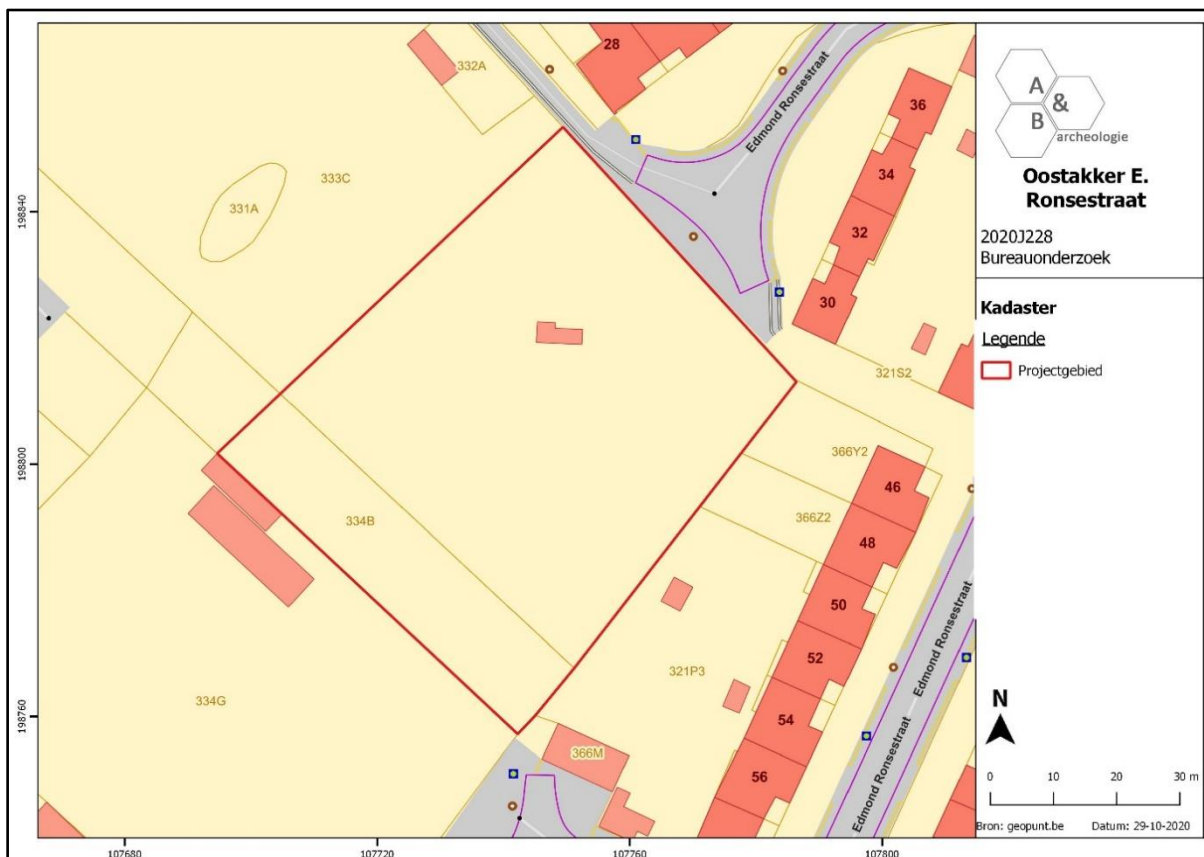 28
332A
Edmond Ronsestraat
36
333C
34
331A
32
30
321S2
366Y2
46
366Z2
48
334B
50
52
321P3
54
334G
366M
56
Edmond Ronsestraat
Edmond Ronsestraat
198840
198800
198760
107680
107720
107760
107800
A
&
B
archeologie
Oostakker E.
Ronsestraat
2020J228
Bureauonderzoek
Kadaster
Legende
Projectgebied
N
0 10 20 30 m
Bron: geopunt.be Datum: 29-10-2020